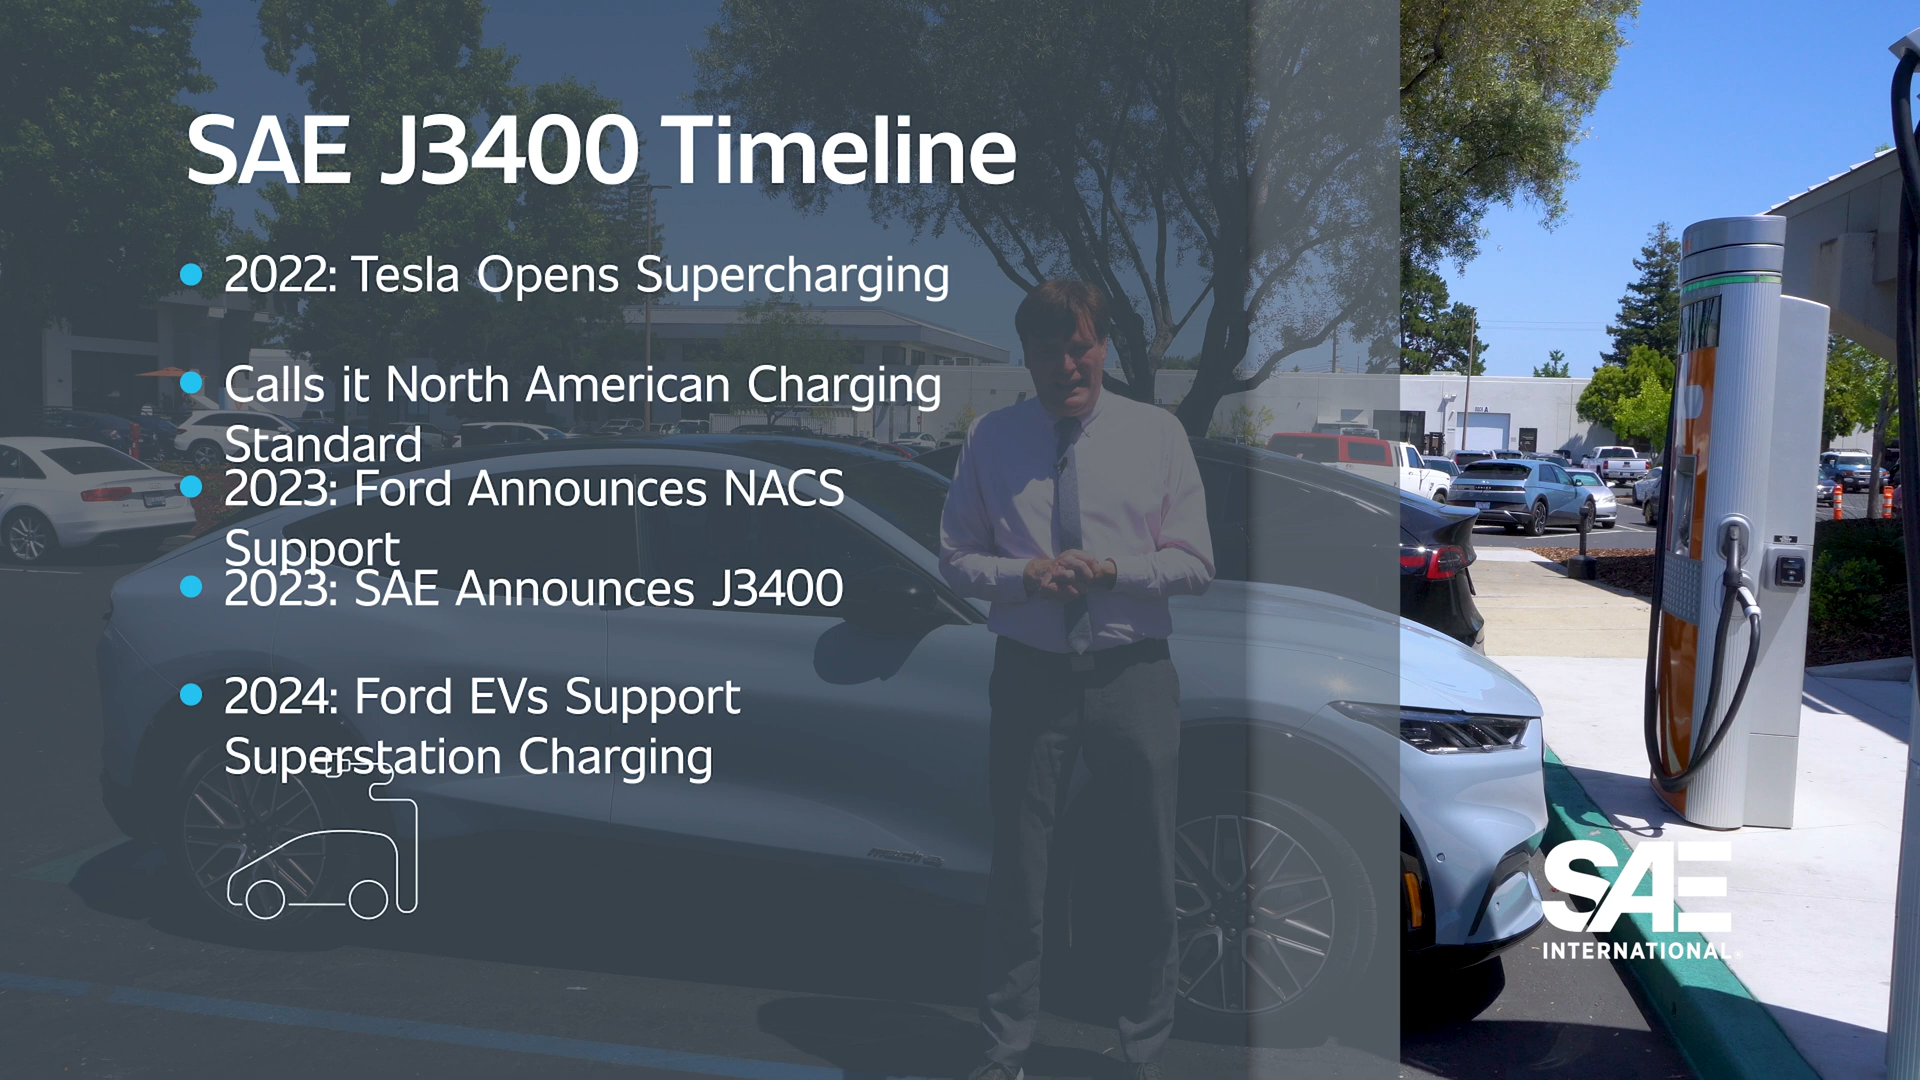 SAE J3400 Timeline
2022: Tesla Opens Supercharging
Calls it North American Charging
Standard
2023: Ford Announces NACS
Support
2023: SAE Announces J3400
2024: Ford EVs Support
Superstation Charging
SAE
INTERNATIONAL